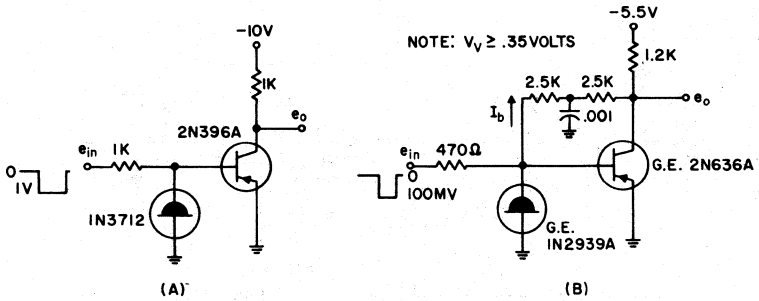 -10V
1K
eo
2N396A
ein
1K
0
1V
1N3712
(A)
-5.5V
NOTE: VV ≥ .35VOLTS
1.2K
2.5K
2.5K
eo
Ib
.001
ein
470Ω
0
100MV
G.E. 2N636A
G.E.
1N2939A
(B)